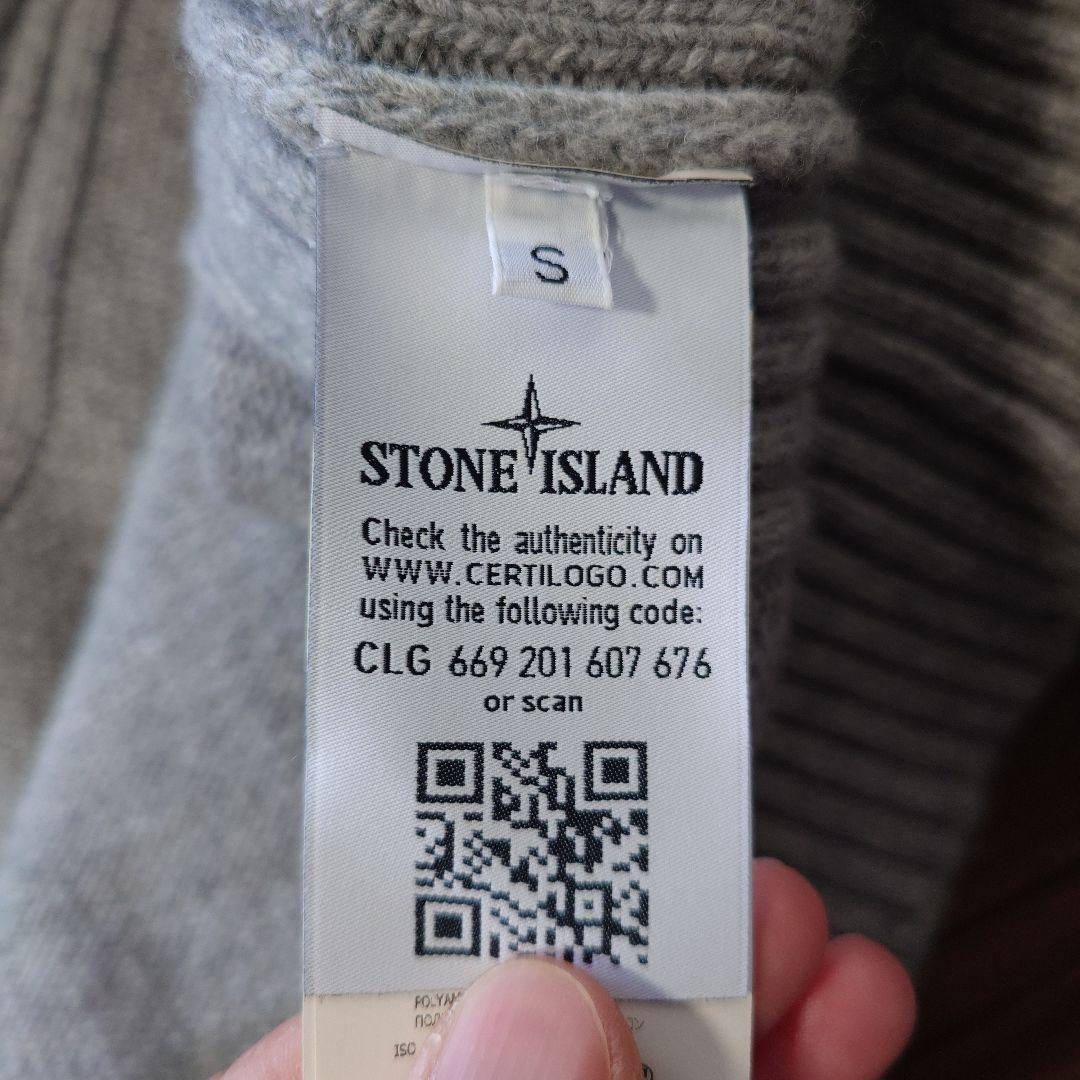 S
STONE ISLAND
Check the authenticity on
WWW.CERTILOGO.COM
using the following code:
CLG 669 201 607 676
or scan
ISO